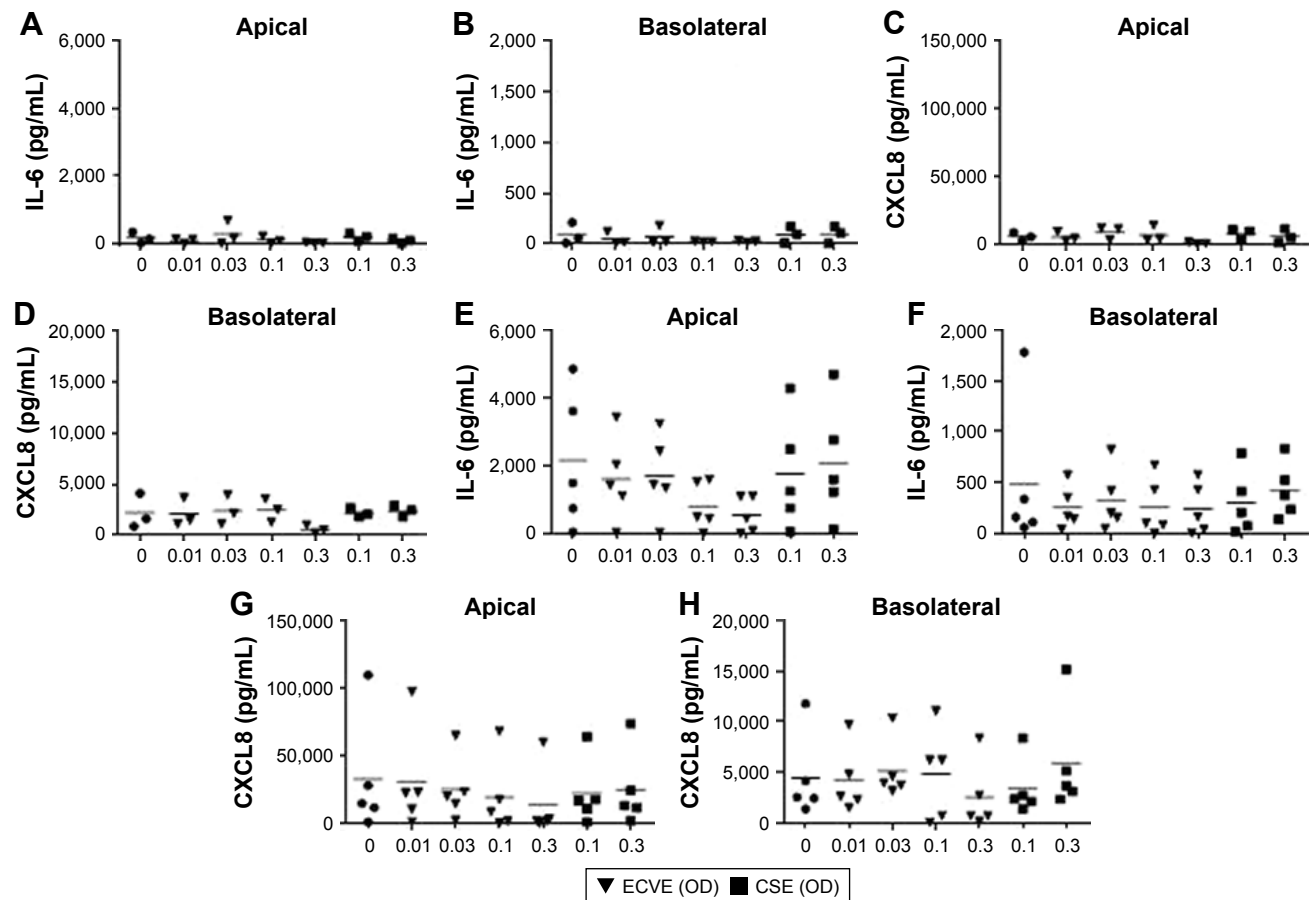 A
Apical
IL-6 (pg/mL)
6,000
4,000
2,000
0
0 0.01 0.03 0.1 0.3 0.1 0.3
B
Basolateral
IL-6 (pg/mL)
2,000
1,500
1,000
500
0
0 0.01 0.03 0.1 0.3 0.1 0.3
C
Apical
CXCL8 (pg/mL)
150,000
100,000
50,000
0
0 0.01 0.03 0.1 0.3 0.1 0.3
D
Basolateral
CXCL8 (pg/mL)
20,000
15,000
10,000
5,000
0
0 0.01 0.03 0.1 0.3 0.1 0.3
E
Apical
IL-6 (pg/mL)
6,000
4,000
2,000
0
0 0.01 0.03 0.1 0.3 0.1 0.3
F
Basolateral
IL-6 (pg/mL)
2,000
1,500
1,000
500
0
0 0.01 0.03 0.1 0.3 0.1 0.3
G
Apical
CXCL8 (pg/mL)
150,000
100,000
50,000
0
0 0.01 0.03 0.1 0.3 0.1 0.3
H
Basolateral
CXCL8 (pg/mL)
20,000
15,000
10,000
5,000
0
0 0.01 0.03 0.1 0.3 0.1 0.3
ECVE (OD) CSE (OD)